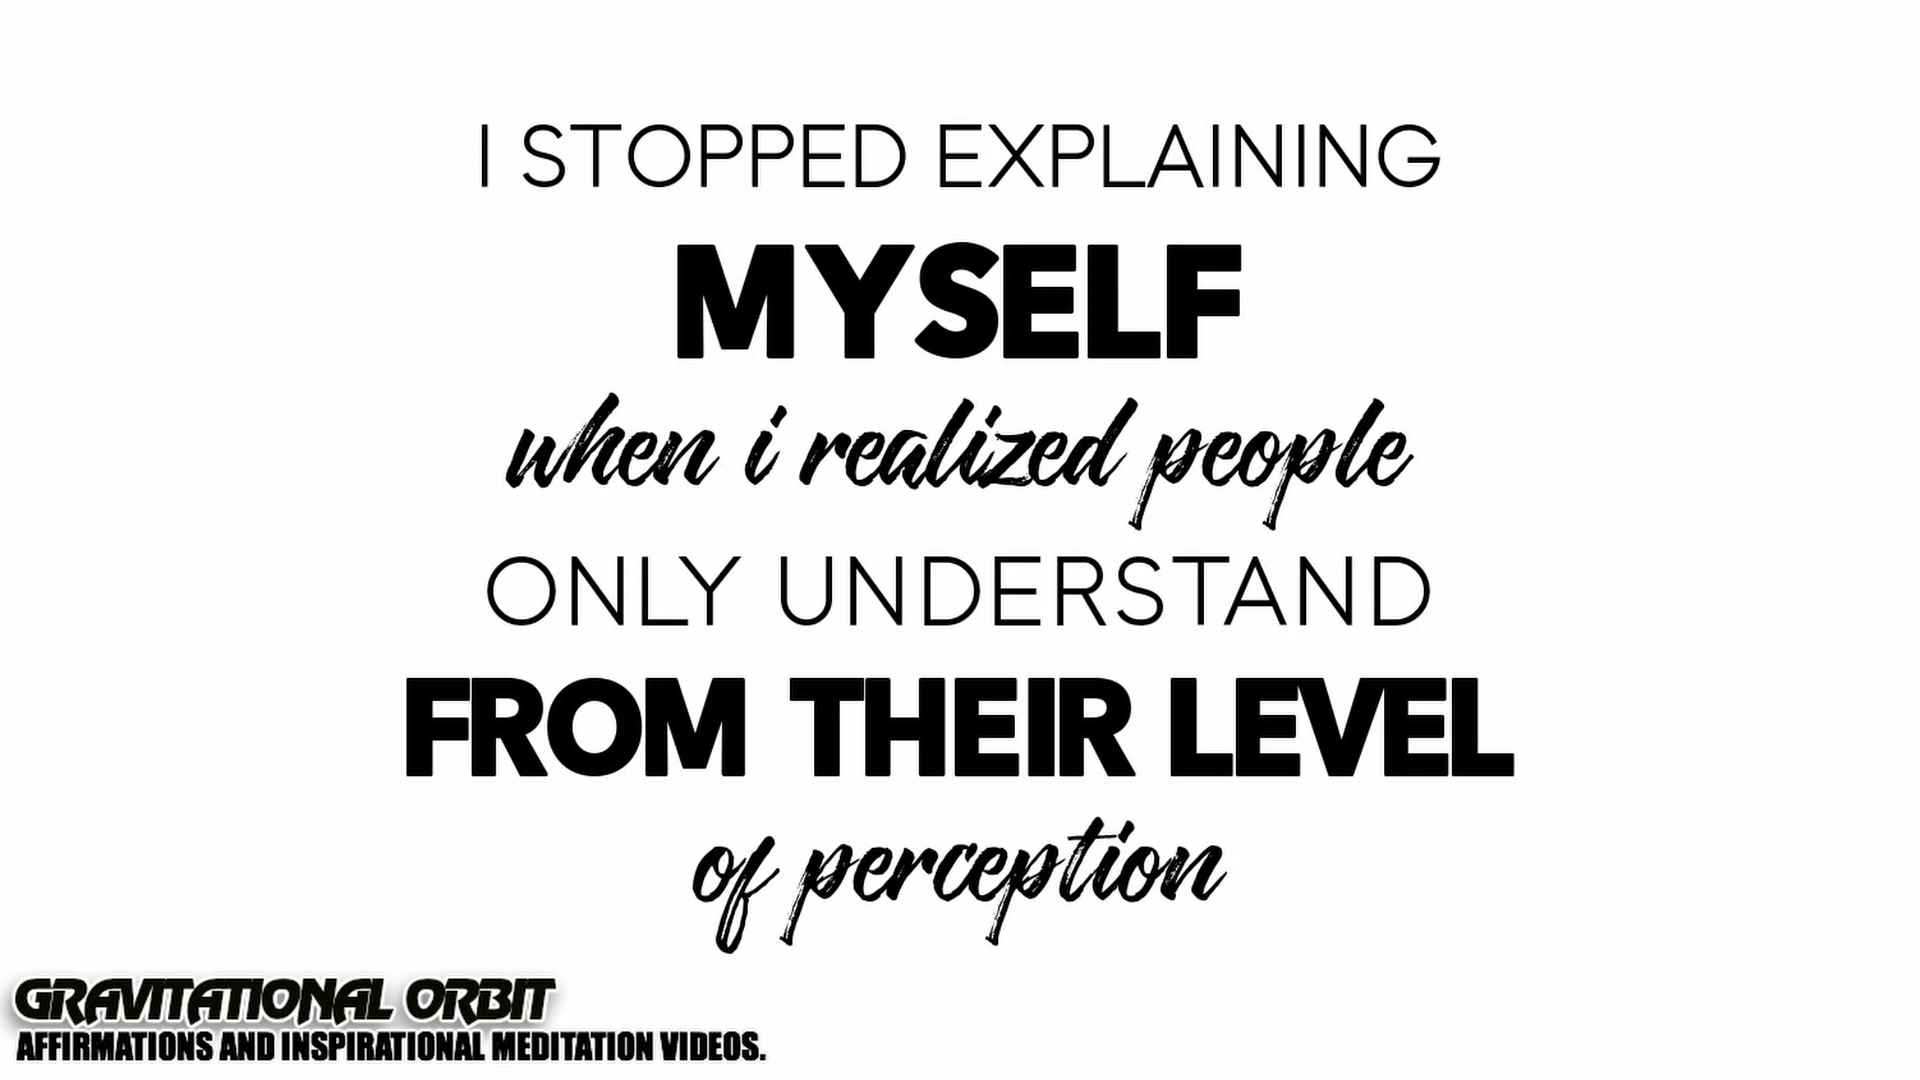 I STOPPED EXPLAINING
MYSELF
when i realized people
ONLY UNDERSTAND
FROM THEIR LEVEL
of perception
GRAVITATIONAL ORBIT
AFFIRMATIONS AND INSPIRATIONAL MEDITATION VIDEOS.